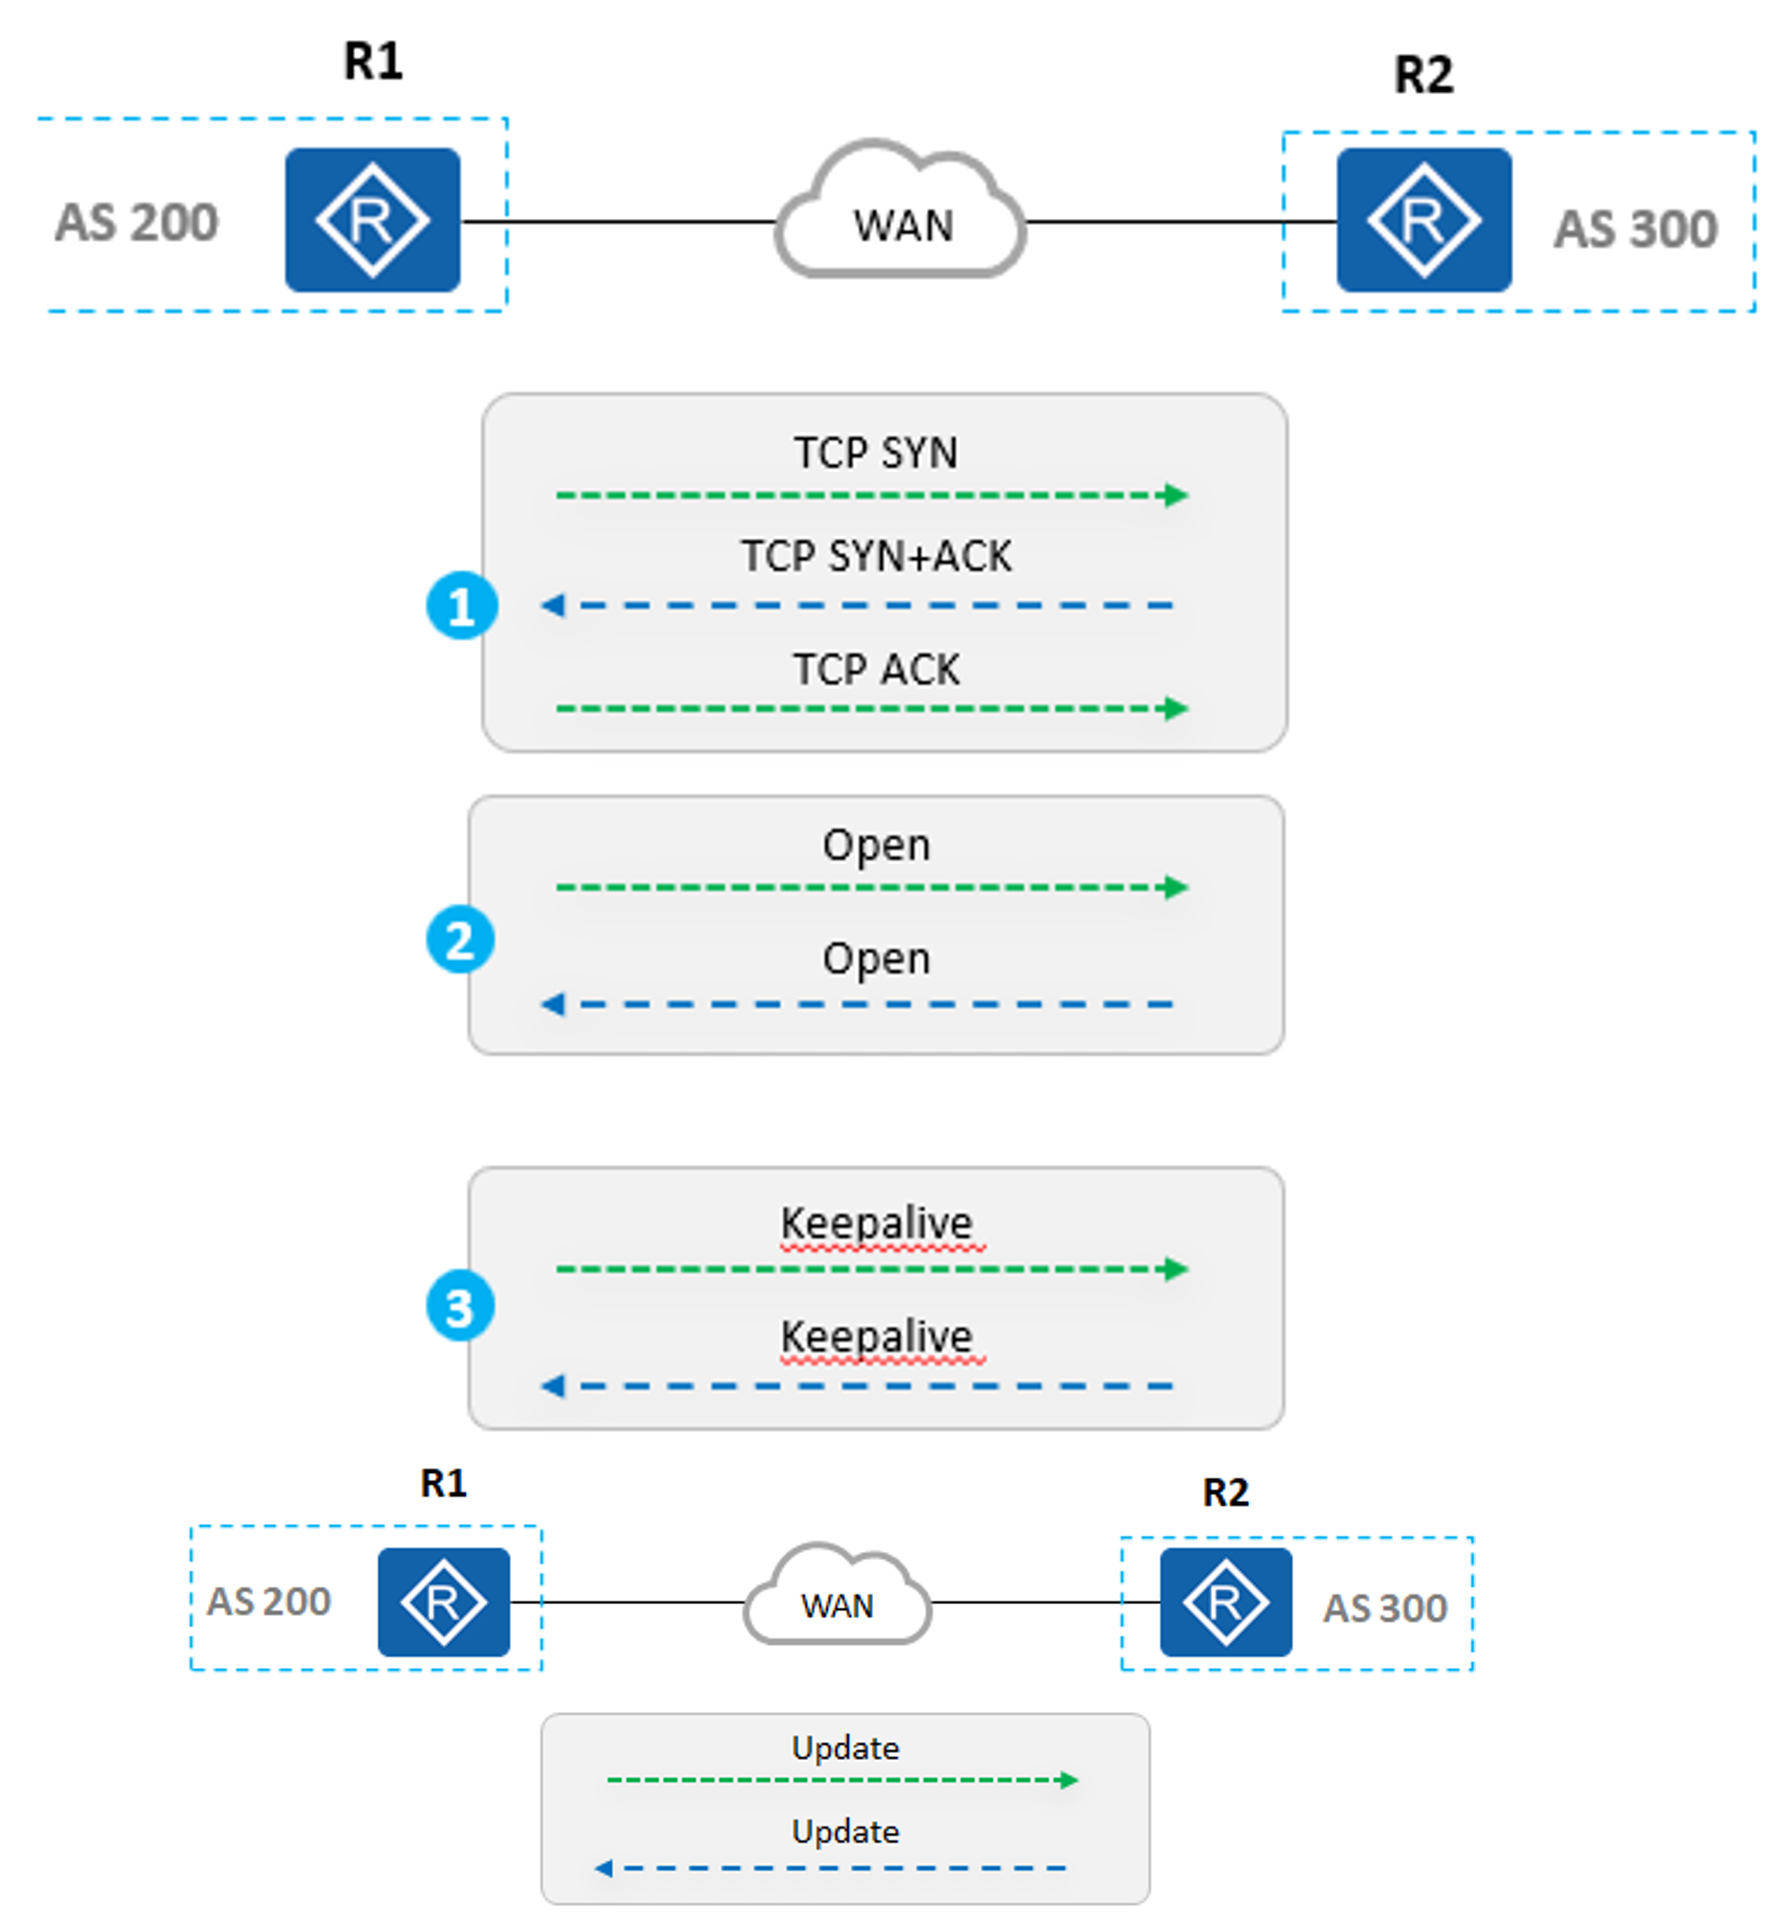 R1
R2
AS 200
R
WAN
R
AS 300
TCP SYN
TCP SYN+ACK
1
TCP ACK
Open
2
Open
Keepalive
3
Keepalive
R1
R2
AS 200
R
WAN
R
AS 300
Update
Update